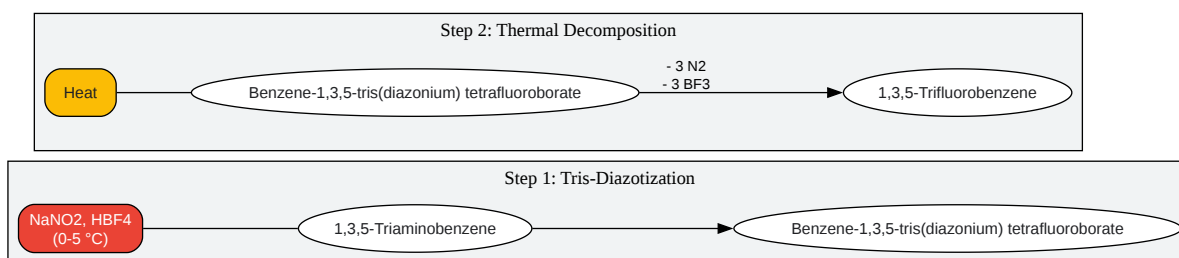 Step 2: Thermal Decomposition
Heat
Benzene-1,3,5-tris(diazonium) tetrafluoroborate
- 3 N2
- 3 BF3
1,3,5-Trifluorobenzene
Step 1: Tris-Diazotization
NaNO2, HBF4
(0-5 °C)
1,3,5-Triaminobenzene
Benzene-1,3,5-tris(diazonium) tetrafluoroborate